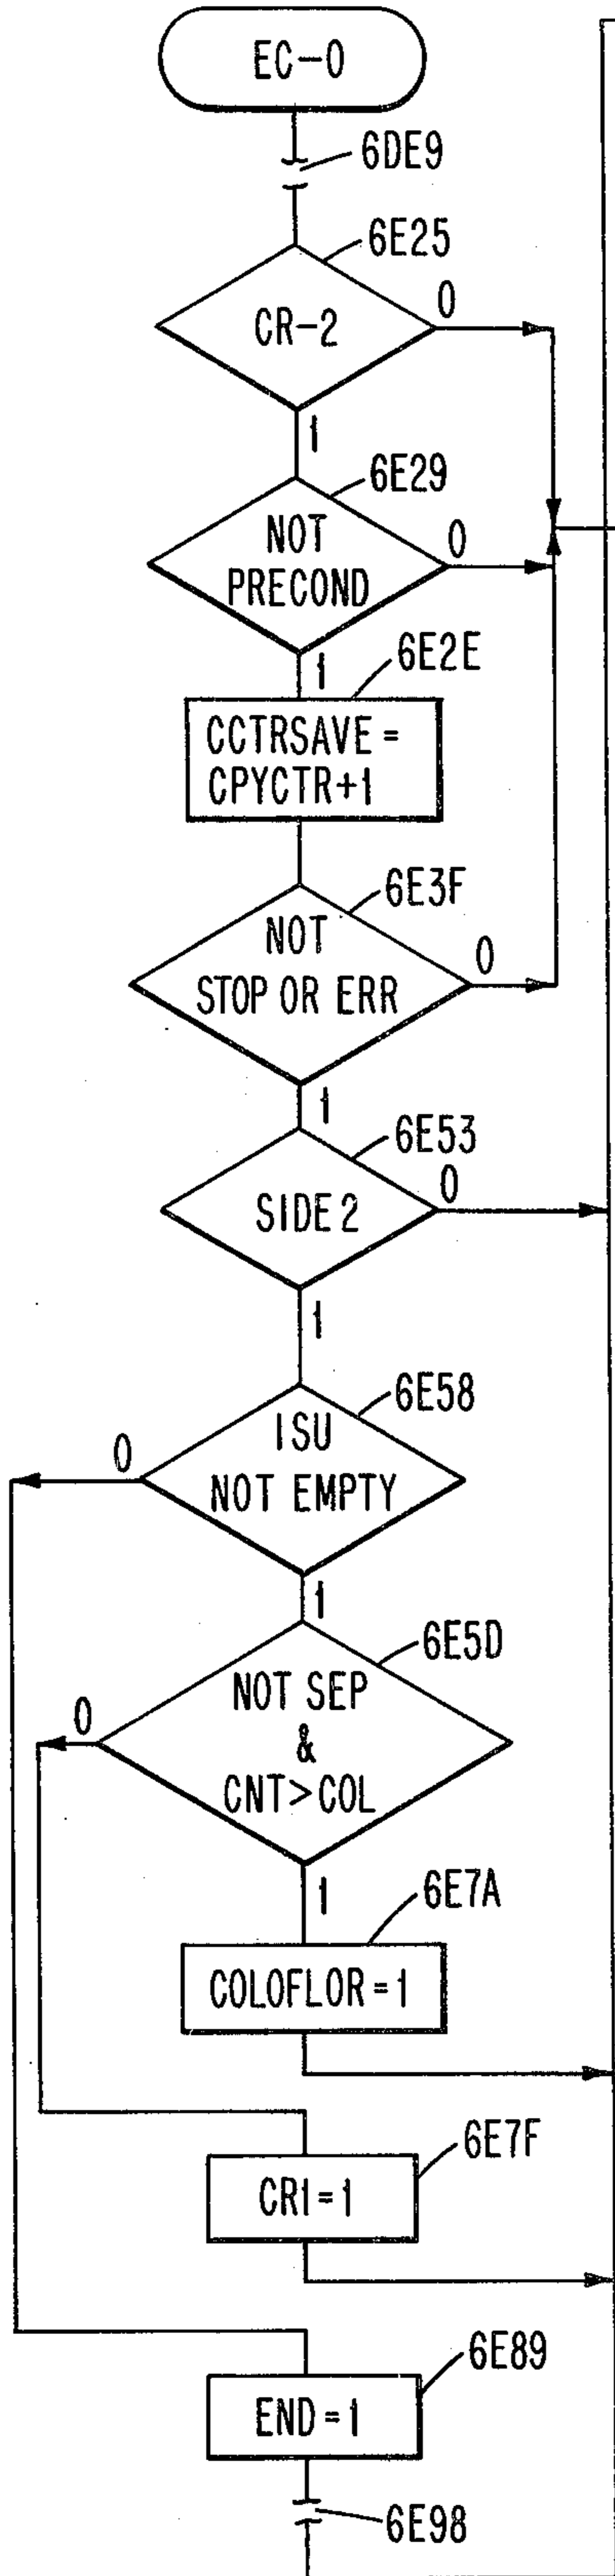 EC-0
6DE9
6E25
CR-2
0
1
6E29
NOT
PRECOND
0
1
6E2E
CCTRSAVE=
CPYCTR+1
6E3F
NOT
STOP OR ERR
0
1
6E53
SIDE 2
0
1
6E58
ISU
NOT EMPTY
0
1
6E5D
NOT SEP
&
CNT>COL
0
1
6E7A
COLOFLOR=1
6E7F
CR1=1
6E89
END=1
6E98